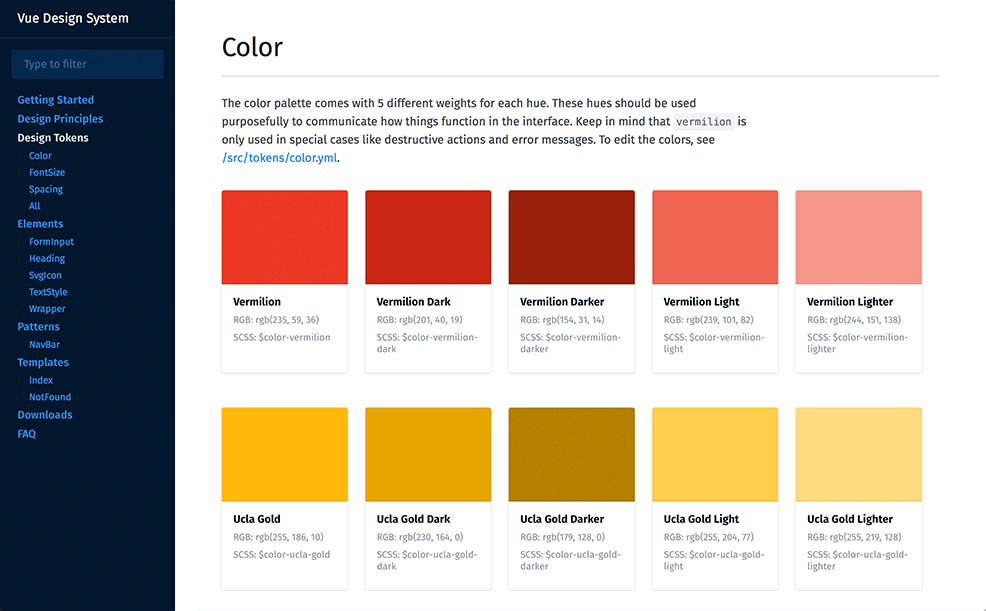 Vue Design System
Type to filter
Getting Started
Design Principles
Design Tokens
Color
FontSize
Spacing
All
Elements
FormInput
Heading
SvgIcon
TextStyle
Wrapper
Patterns
NavBar
Templates
Index
NotFound
Downloads
FAQ
Color
The color palette comes with 5 different weights for each hue. These hues should be used
purposefully to communicate how things function in the interface. Keep in mind that vermilion is
only used in special cases like destructive actions and error messages. To edit the colors, see
/src/tokens/color.yml.
Vermilion
RGB: rgb(235, 59, 36)
SCSS: $color-vermilion
Vermilion Dark
RGB: rgb(201, 40, 19)
SCSS: $color-vermilion-
dark
Vermilion Darker
RGB: rgb(154, 31, 14)
SCSS: $color-vermilion-
darker
Vermilion Light
RGB: rgb(239, 101, 82)
SCSS: $color-vermilion-
light
Vermilion Lighter
RGB: rgb(244, 151, 138)
SCSS: $color-vermilion-
lighter
Ucla Gold
RGB: rgb(255, 186, 10)
SCSS: $color-ucla-gold
Ucla Gold Dark
RGB: rgb(230, 164, 0)
SCSS: $color-ucla-gold-
dark
Ucla Gold Darker
RGB: rgb(179, 128, 0)
SCSS: $color-ucla-gold-
darker
Ucla Gold Light
RGB: rgb(255, 204, 77)
SCSS: $color-ucla-gold-
light
Ucla Gold Lighter
RGB: rgb(255, 219, 128)
SCSS: $color-ucla-gold-
lighter